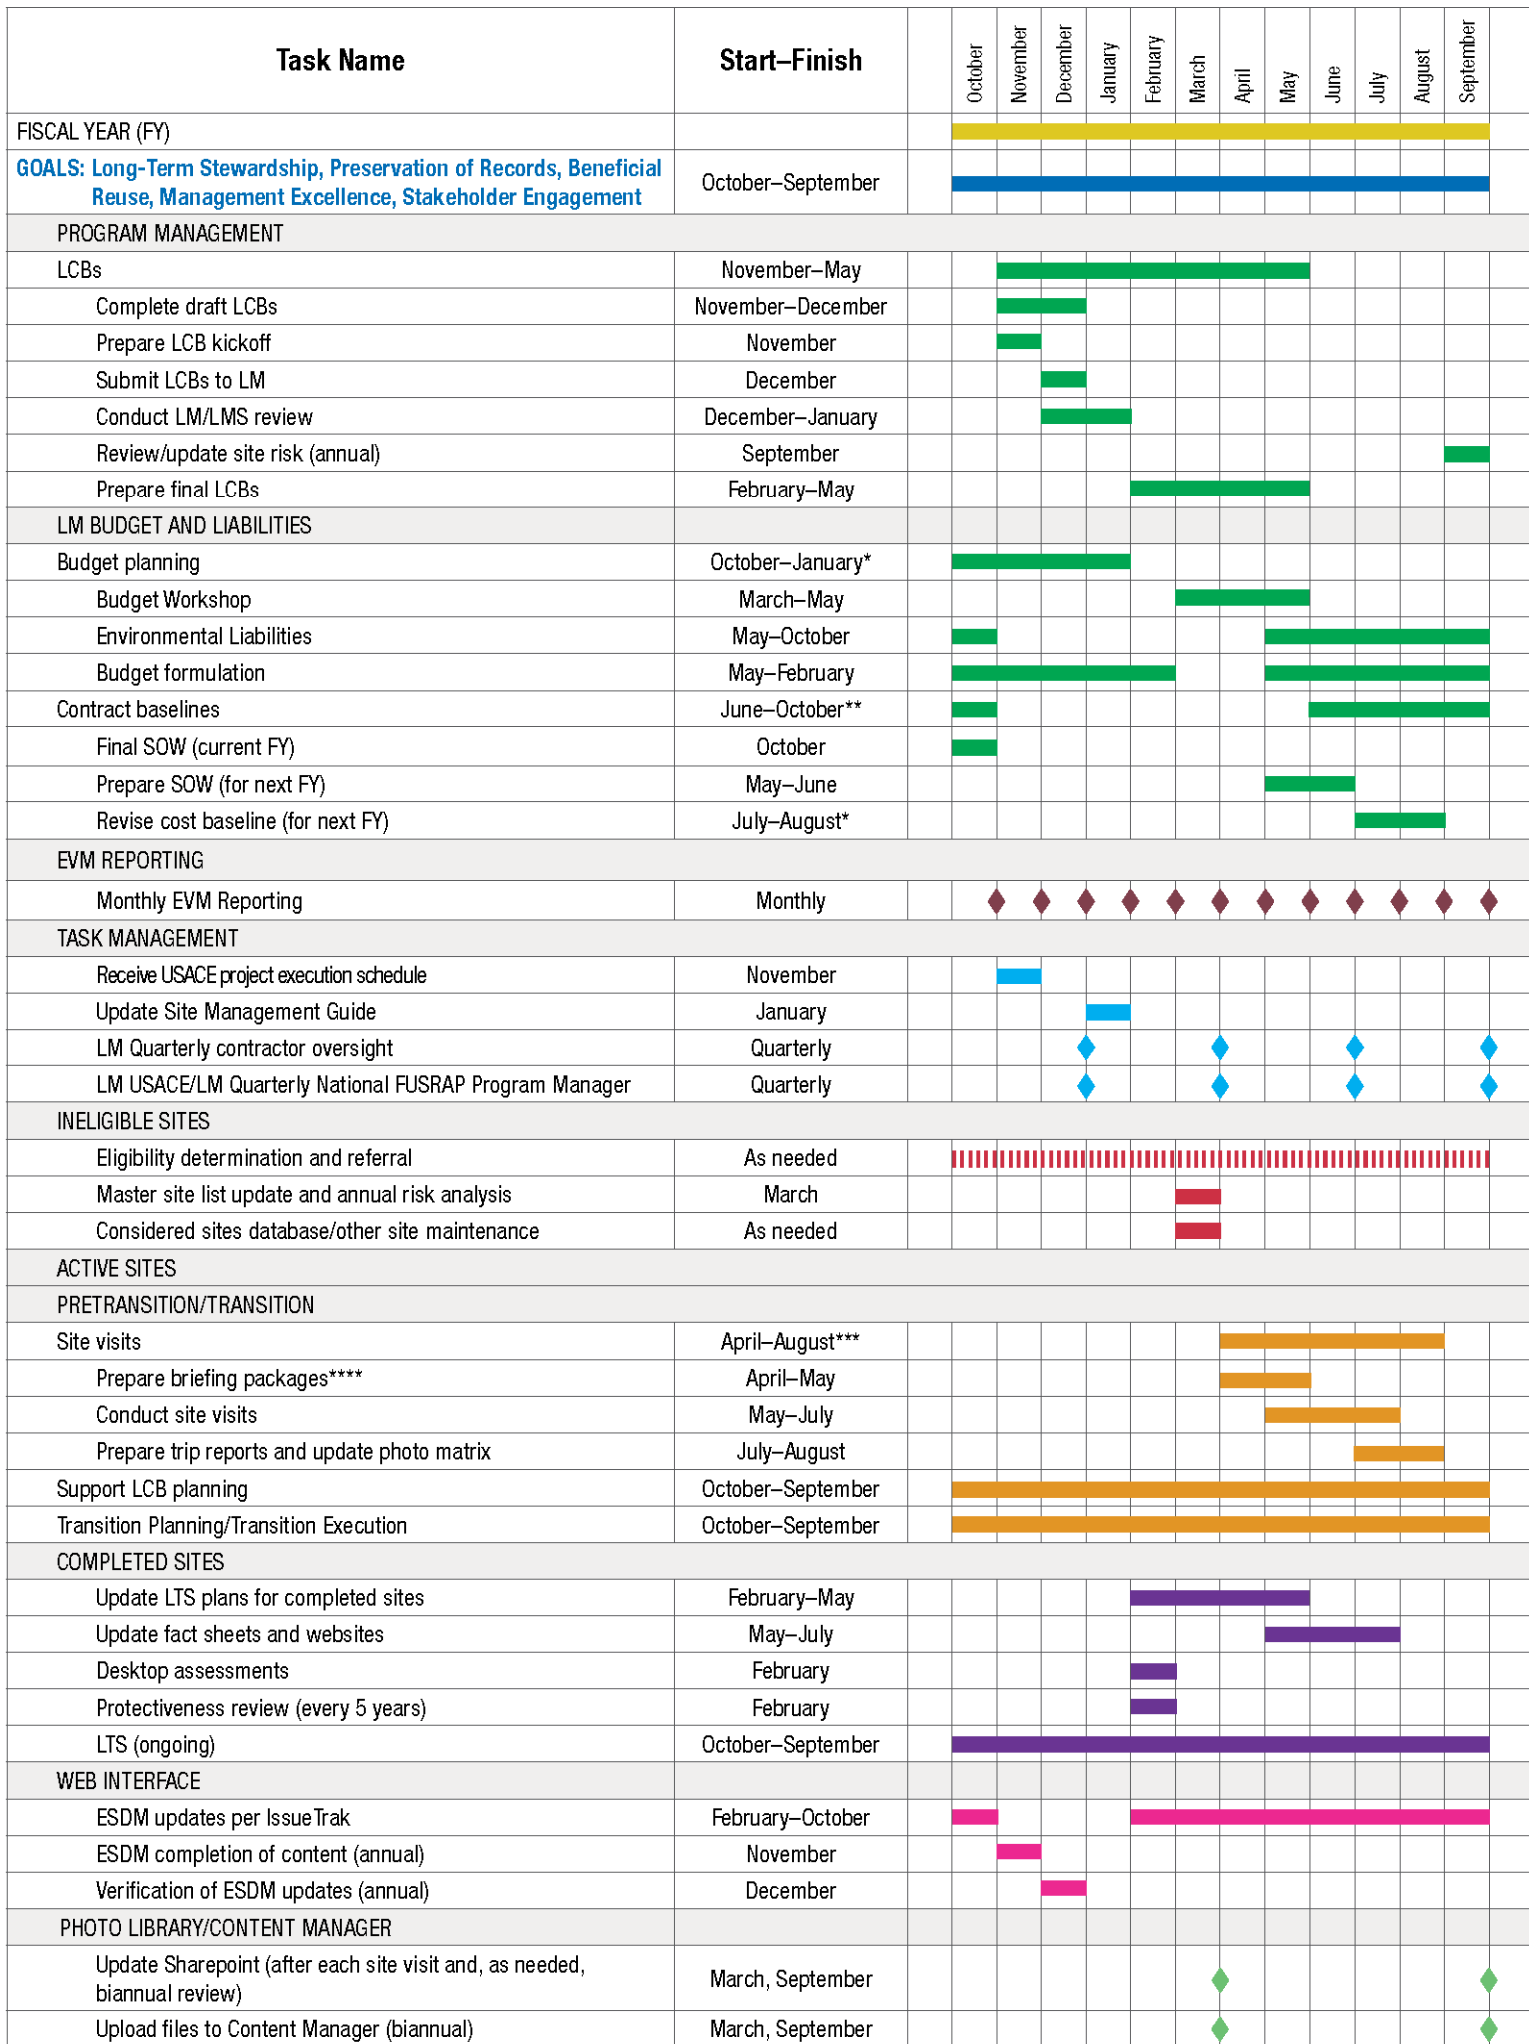 Task Name Start–Finish October November December January February March April May June July August September
FISCAL YEAR (FY)
GOALS: Long-Term Stewardship, Preservation of Records, Beneficial
Reuse, Management Excellence, Stakeholder Engagement October–September
PROGRAM MANAGEMENT
LCBs November–May
Complete draft LCBs November–December
Prepare LCB kickoff November
Submit LCBs to LM December
Conduct LM/LMS review December–January
Review/update site risk (annual) September
Prepare final LCBs February–May
LM BUDGET AND LIABILITIES
Budget planning October–January*
Budget Workshop March–May
Environmental Liabilities May–October
Budget formulation May–February
Contract baselines June–October**
Final SOW (current FY) October
Prepare SOW (for next FY) May–June
Revise cost baseline (for next FY) July–August*
EVM REPORTING
Monthly EVM Reporting Monthly
TASK MANAGEMENT
Receive USACE project execution schedule November
Update Site Management Guide January
LM Quarterly contractor oversight Quarterly
LM USACE/LM Quarterly National FUSRAP Program Manager Quarterly
INELIGIBLE SITES
Eligibility determination and referral As needed
Master site list update and annual risk analysis March
Considered sites database/other site maintenance As needed
ACTIVE SITES
PRETRANSITION/TRANSITION
Site visits April–August***
Prepare briefing packages**** April–May
Conduct site visits May–July
Prepare trip reports and update photo matrix July–August
Support LCB planning October–September
Transition Planning/Transition Execution October–September
COMPLETED SITES
Update LTS plans for completed sites February–May
Update fact sheets and websites May–July
Desktop assessments February
Protectiveness review (every 5 years) February
LTS (ongoing) October–September
WEB INTERFACE
ESDM updates per IssueTrak February–October
ESDM completion of content (annual) November
Verification of ESDM updates (annual) December
PHOTO LIBRARY/CONTENT MANAGER
Update Sharepoint (after each site visit and, as needed,
biannual review) March, September
Upload files to Content Manager (biannual) March, September